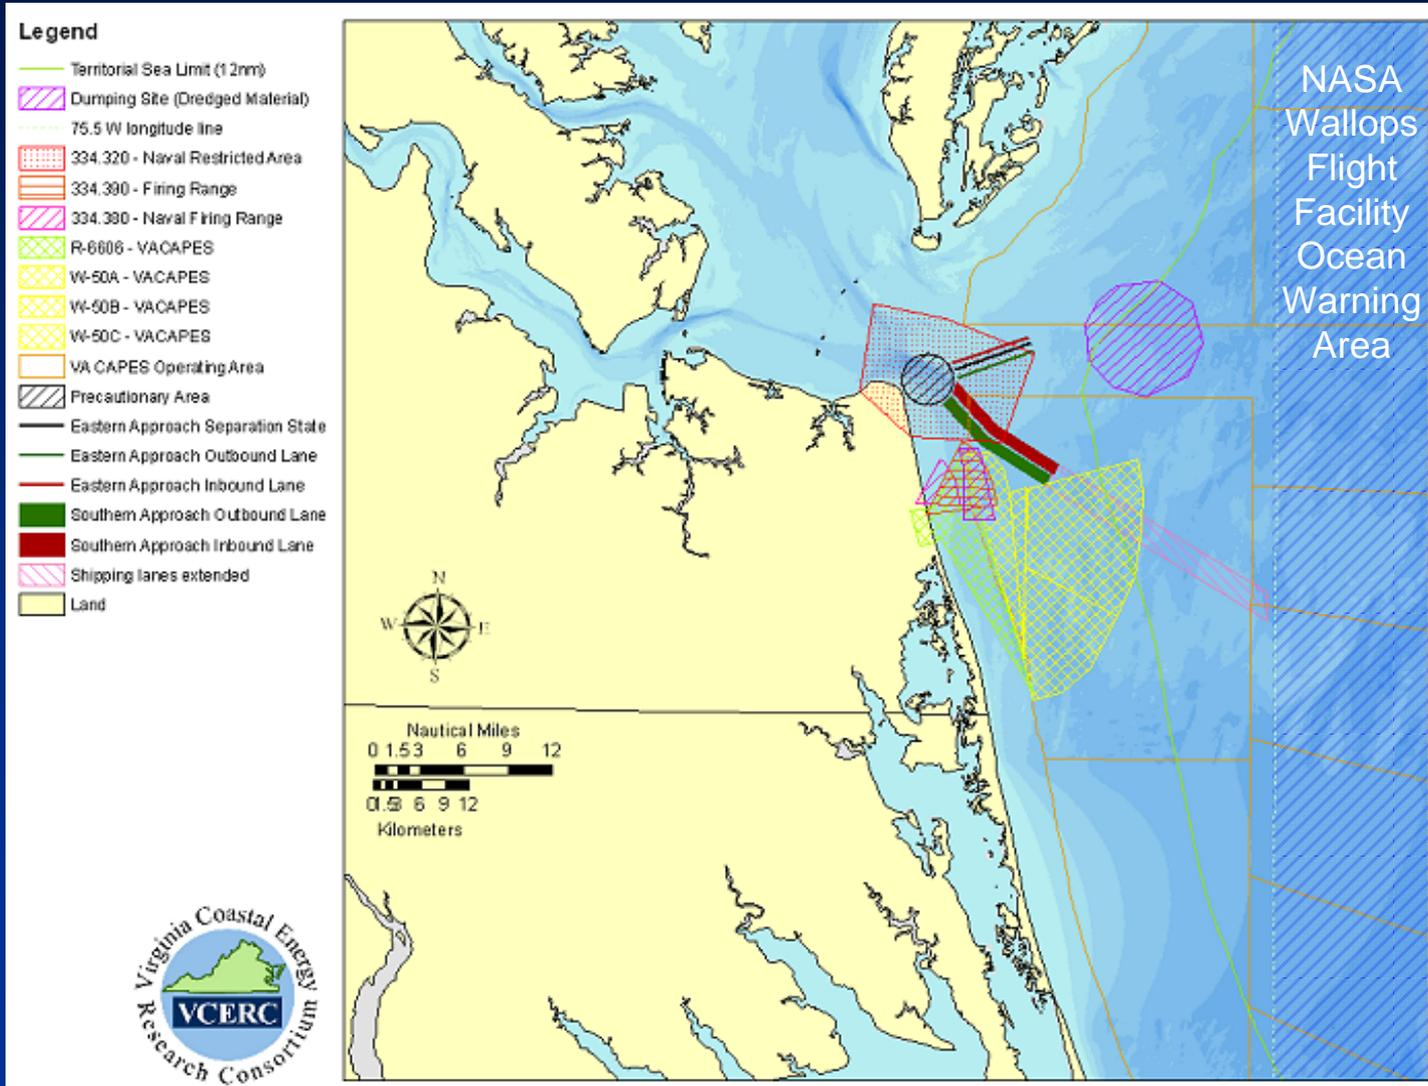 Legend
Territorial Sea Limit (12nm)
Dumping Site (Dredged Material)
75.5 W longitude line
334.320 - Naval Restricted Area
334.390 - Firing Range
334.380 - Naval Firing Range
R-6606 - VACAPES
W-50A - VACAPES
W-50B - VACAPES
W-50C - VACAPES
VA CAPES Operating Area
Precautionary Area
Eastern Approach Separation State
Eastern Approach Outbound Lane
Eastern Approach Inbound Lane
Southern Approach Outbound Lane
Southern Approach Inbound Lane
Shipping lanes extended
Land
NASA
Wallops
Flight
Facility
Ocean
Warning
Area
N
W E
S
Nautical Miles
0 1.5 3 6 9 12
0 1.5 3 6 9 12
Kilometers
Virginia Coastal Energy
VCERC
Research Consortium